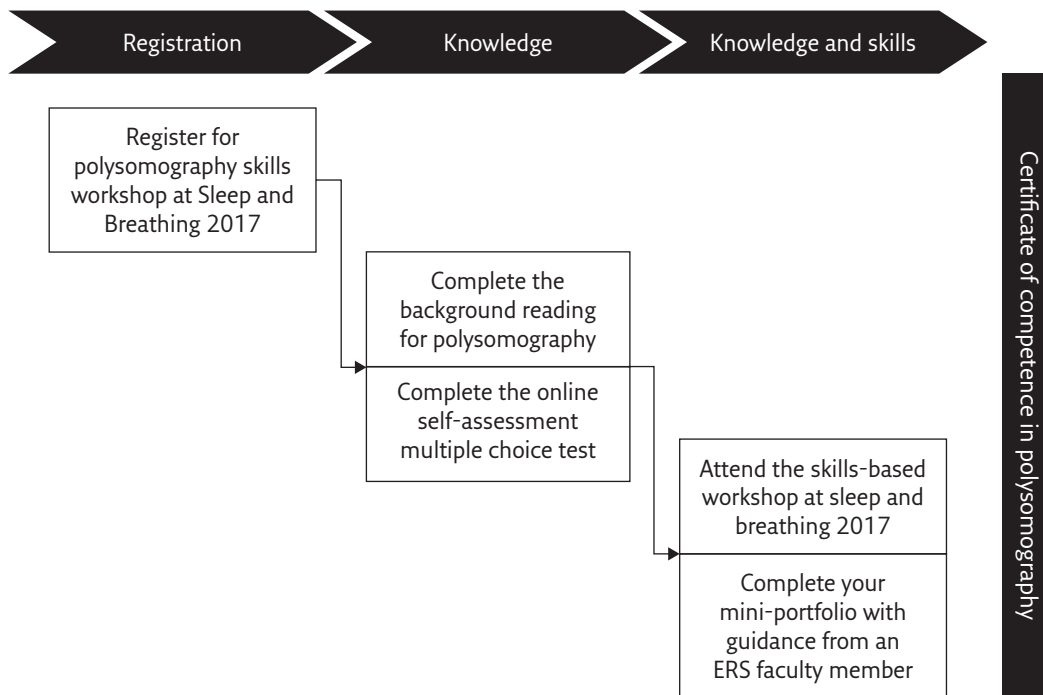 Registration
Knowledge
Knowledge and skills
Register for
polysomography skills
workshop at Sleep and
Breathing 2017
Complete the
background reading
for polysomography
Complete the online
self-assessment
multiple choice test
Attend the skills-based
workshop at sleep and
breathing 2017
Complete your
mini-portfolio with
guidance from an
ERS faculty member
Certificate of competence in polysomography